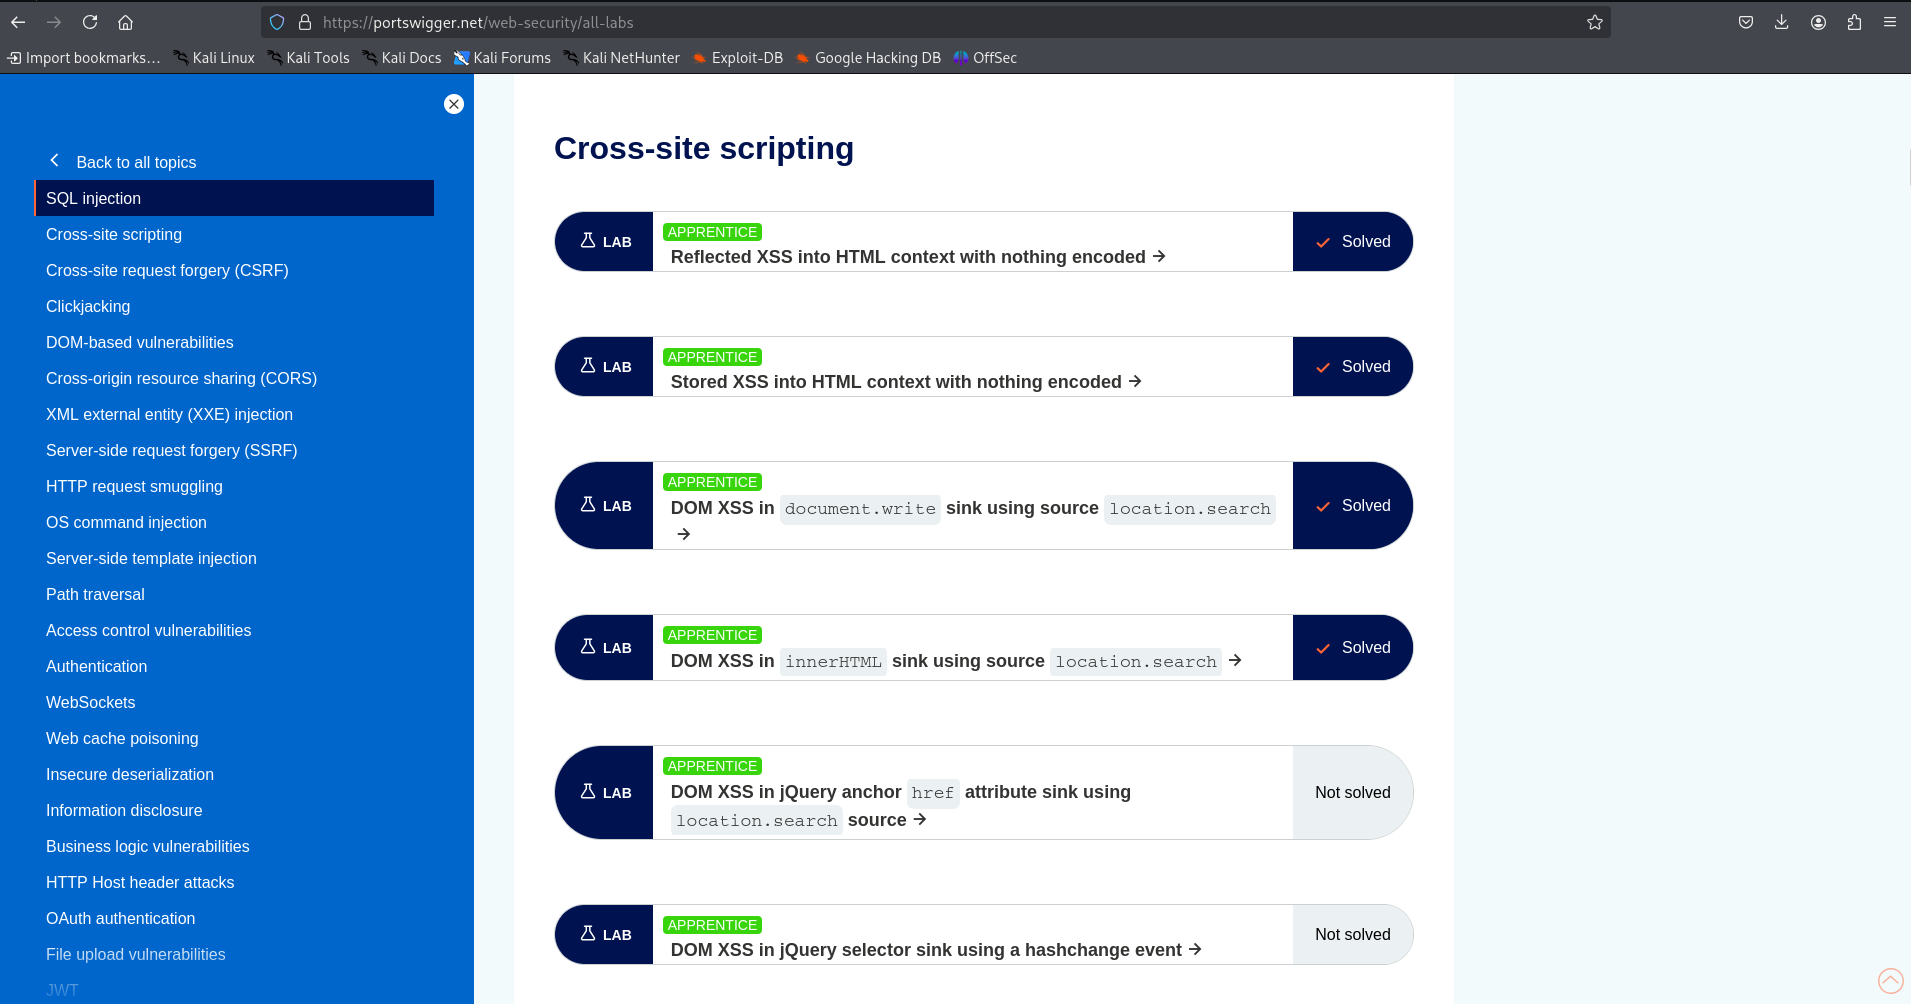 https://portswigger.net/web-security/all-labs
Import bookmarks...
Kali Linux
Kali Tools
Kali Docs
Kali Forums
Kali NetHunter
Exploit-DB
Google Hacking DB
OffSec
Back to all topics
SQL injection
Cross-site scripting
Cross-site request forgery (CSRF)
Clickjacking
DOM-based vulnerabilities
Cross-origin resource sharing (CORS)
XML external entity (XXE) injection
Server-side request forgery (SSRF)
HTTP request smuggling
OS command injection
Server-side template injection
Path traversal
Access control vulnerabilities
Authentication
WebSockets
Web cache poisoning
Insecure deserialization
Information disclosure
Business logic vulnerabilities
HTTP Host header attacks
OAuth authentication
File upload vulnerabilities
JWT
Cross-site scripting
LAB
APPRENTICE
Reflected XSS into HTML context with nothing encoded →
Solved
LAB
APPRENTICE
Stored XSS into HTML context with nothing encoded →
Solved
LAB
APPRENTICE
DOM XSS in document.write sink using source location.search
→
Solved
LAB
APPRENTICE
DOM XSS in innerHTML sink using source location.search →
Solved
LAB
APPRENTICE
DOM XSS in jQuery anchor href attribute sink using
location.search source →
Not solved
LAB
APPRENTICE
DOM XSS in jQuery selector sink using a hashchange event →
Not solved